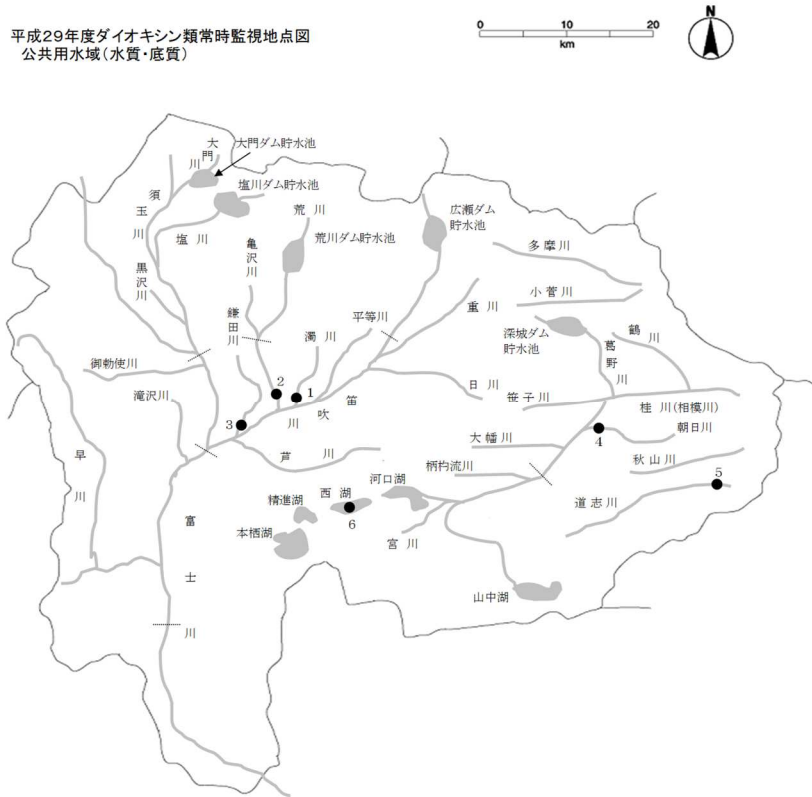 平成29年度ダイオキシン類常時監視地点図
公共用水域(水質・底質)
0 10 20
km
N
大門川
大門ダム貯水池
須玉川
塩川ダム貯水池
塩川
荒川
広瀬ダム
貯水池
亀沢川
荒川ダム貯水池
多摩川
黒沢川
小菅川
重川
鎌田川
平等川
濁川
深城ダム
貯水池
鶴川
葛野川
御勅使川
日川
滝沢川
2
1
笹子川
桂川(相模川)
笛吹川
3
朝日川
4
大幡川
芦川
早川
柄杓流川
秋山川
河口湖
5
西湖
精進湖
道志川
6
本栖湖
富士川
宮川
山中湖